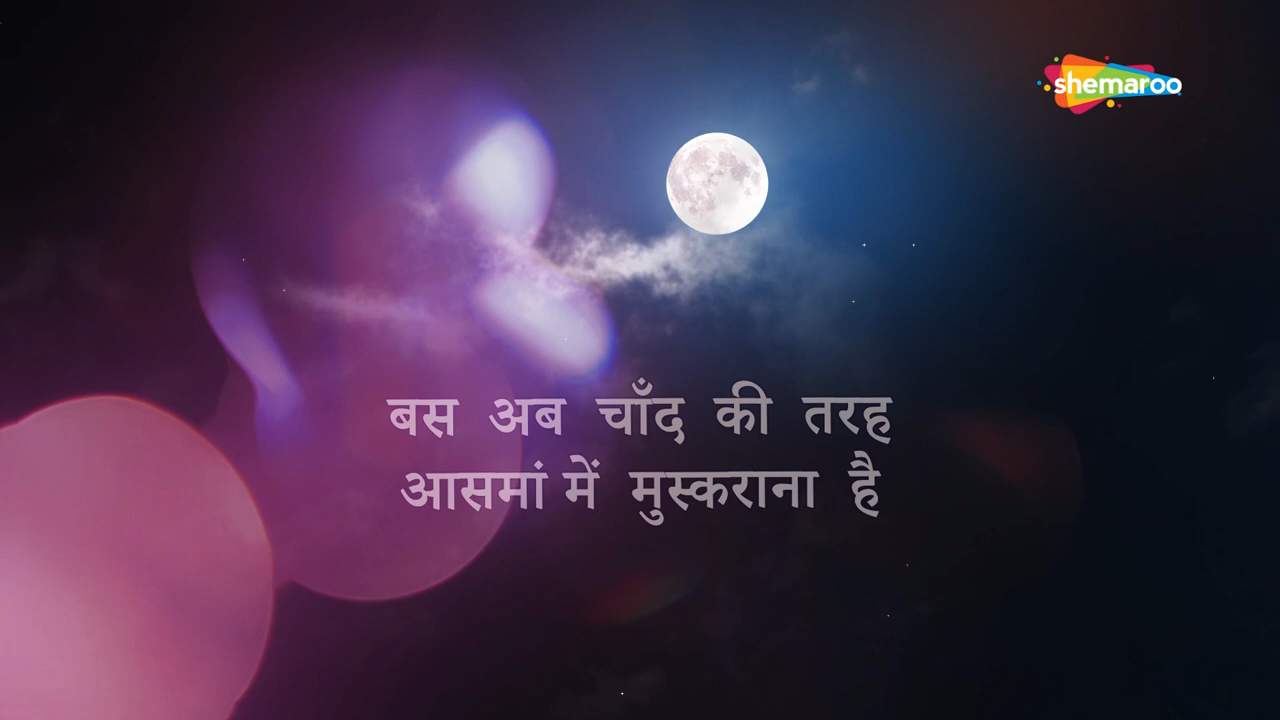 shemaroo
बस अब चाँद की तरह
आसमां में मुस्कराना है